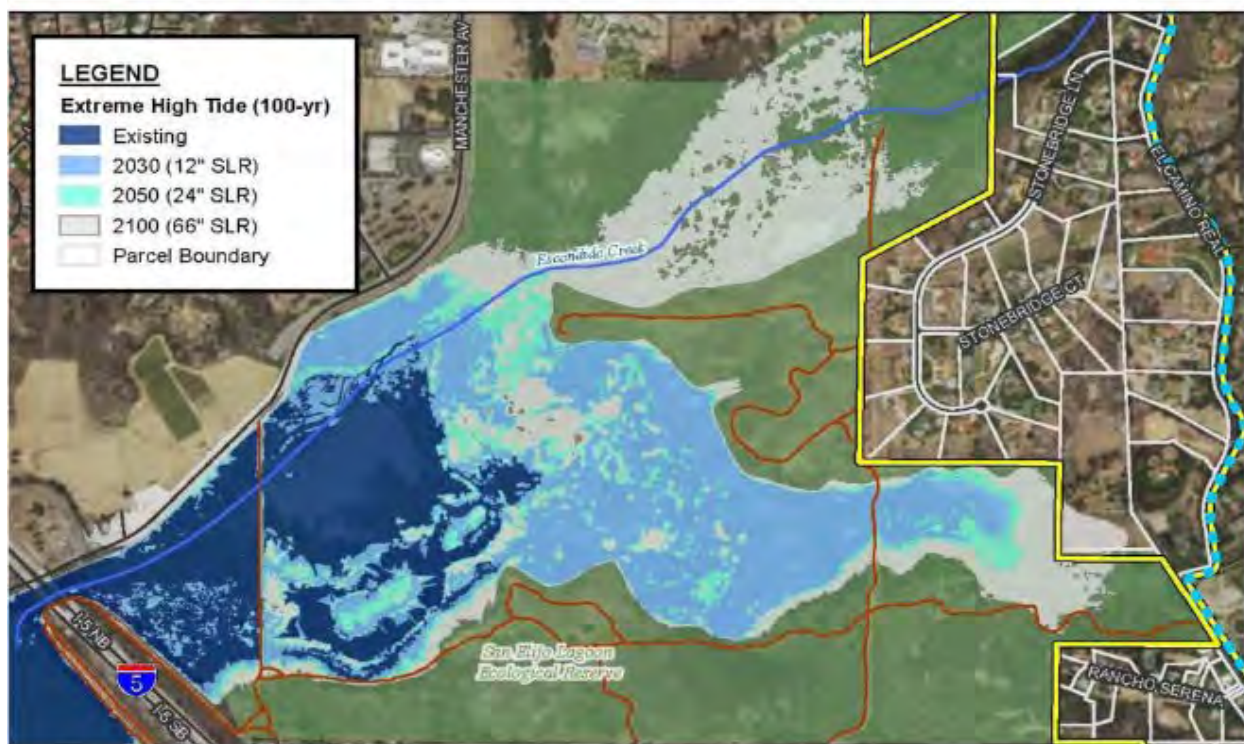 LEGEND
Extreme High Tide (100-yr)
Existing
2030 (12" SLR)
2050 (24" SLR)
2100 (66" SLR)
Parcel Boundary
MANCHESTER AV
STONEBRIDGE LN
EL CAMINO REAL
Escondido Creek
STONEBRIDGE CT
San Elijo Lagoon
Ecological Reserve
I-5 NB
5
I-5 SB
RANCHO SERENA